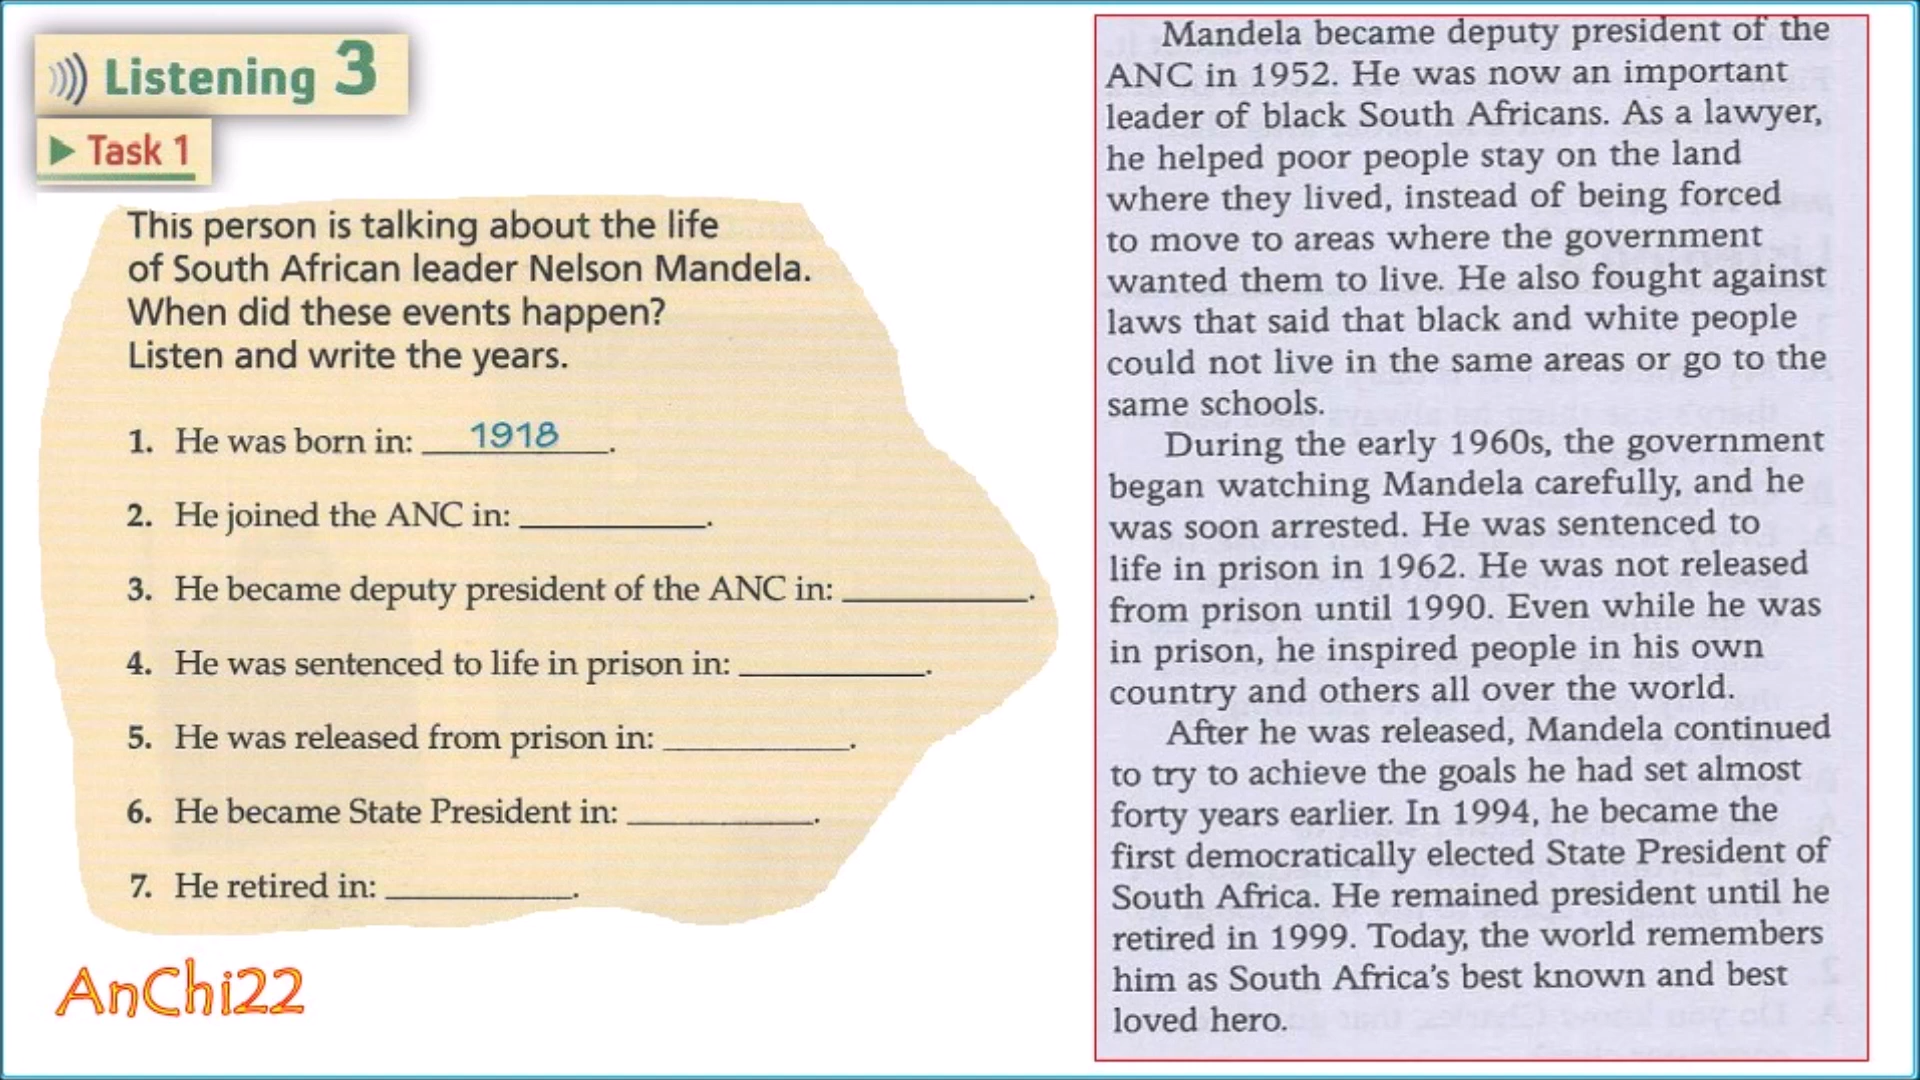 Listening 3
Task 1
This person is talking about the life
of South African leader Nelson Mandela.
When did these events happen?
Listen and write the years.
1. He was born in: 1918.
2. He joined the ANC in: ____________.
3. He became deputy president of the ANC in: ____________.
4. He was sentenced to life in prison in: ____________.
5. He was released from prison in: ____________.
6. He became State President in: ____________.
7. He retired in: ____________.
AnChi22
Mandela became deputy president of the
ANC in 1952. He was now an important
leader of black South Africans. As a lawyer,
he helped poor people stay on the land
where they lived, instead of being forced
to move to areas where the government
wanted them to live. He also fought against
laws that said that black and white people
could not live in the same areas or go to the
same schools.
During the early 1960s, the government
began watching Mandela carefully, and he
was soon arrested. He was sentenced to
life in prison in 1962. He was not released
from prison until 1990. Even while he was
in prison, he inspired people in his own
country and others all over the world.
After he was released, Mandela continued
to try to achieve the goals he had set almost
forty years earlier. In 1994, he became the
first democratically elected State President of
South Africa. He remained president until he
retired in 1999. Today, the world remembers
him as South Africa's best known and best
loved hero.